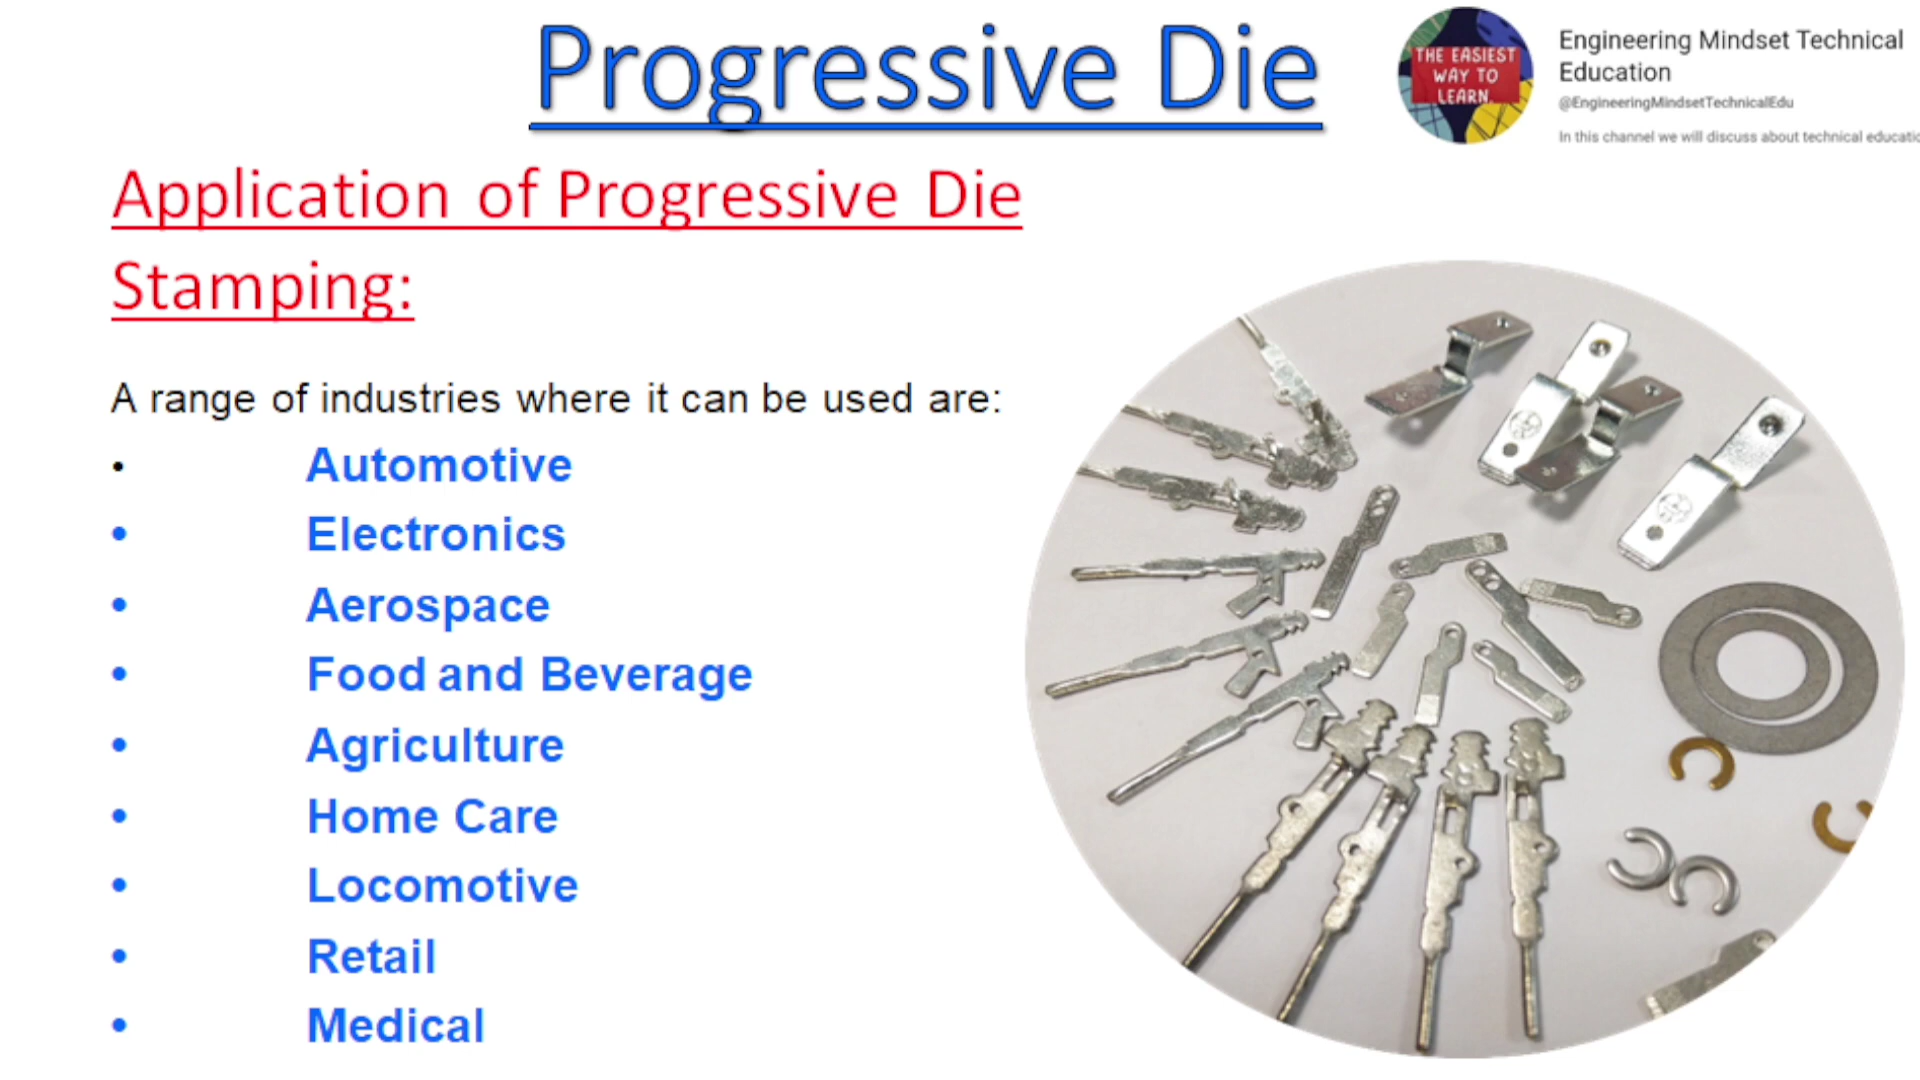 Progressive Die
THE EASIEST
WAY TO
LEARN
Engineering Mindset Technical
Education
@EngineeringMindsetTechnicalEdu
In this channel we will discuss about technical educatio
Application of Progressive Die
Stamping:
A range of industries where it can be used are:
• Automotive
• Electronics
• Aerospace
• Food and Beverage
• Agriculture
• Home Care
• Locomotive
• Retail
• Medical